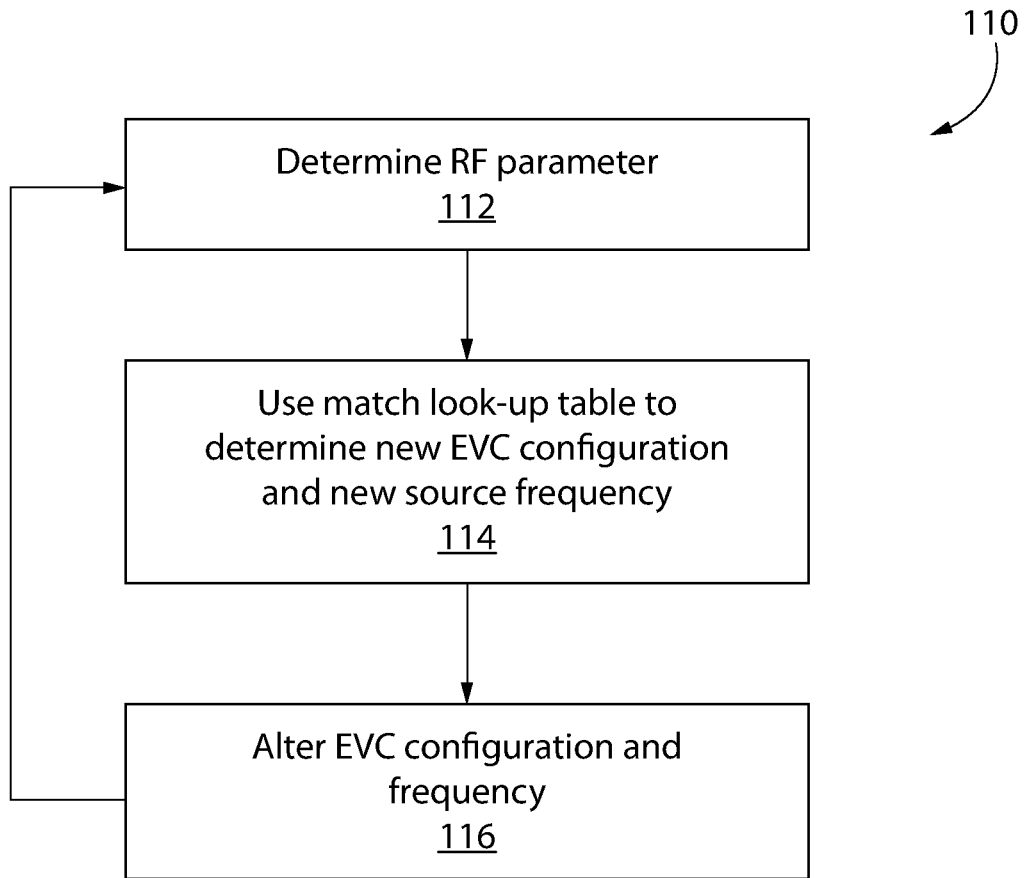 110
Determine RF parameter
112
Use match look-up table to
determine new EVC configuration
and new source frequency
114
Alter EVC configuration and
frequency
116